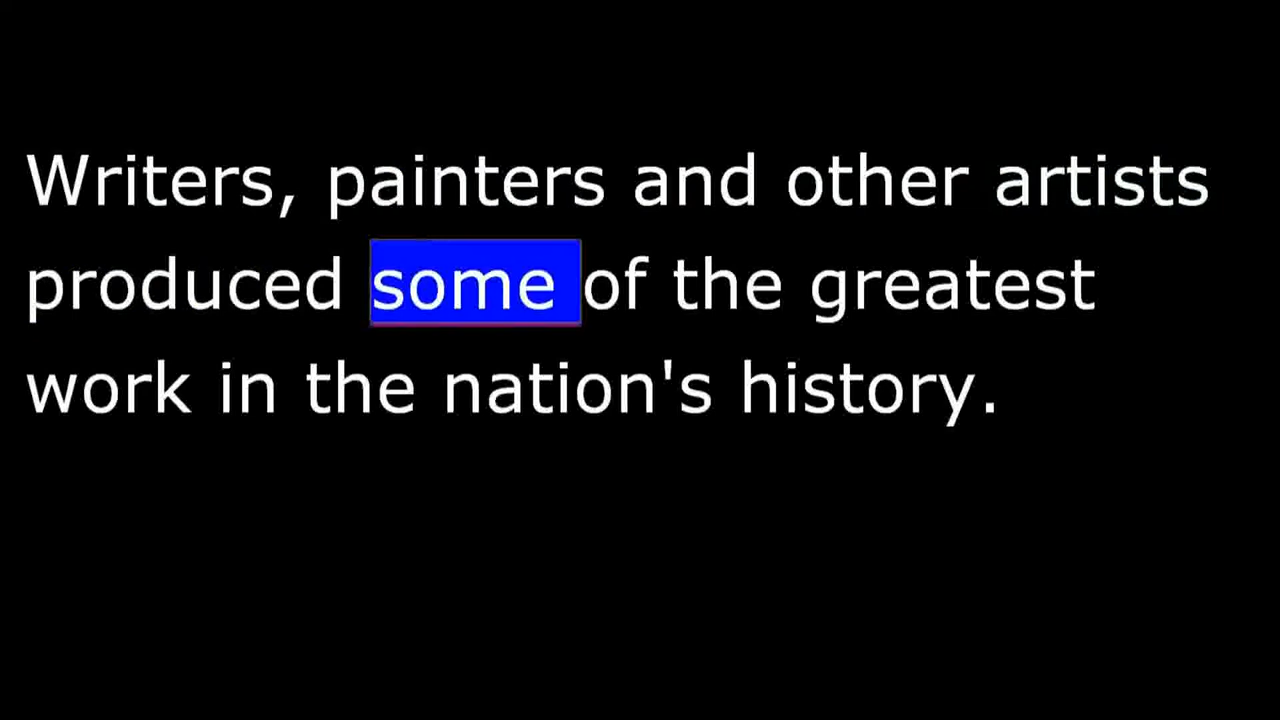 Writers, painters and other artists
produced some of the greatest
work in the nation's history.